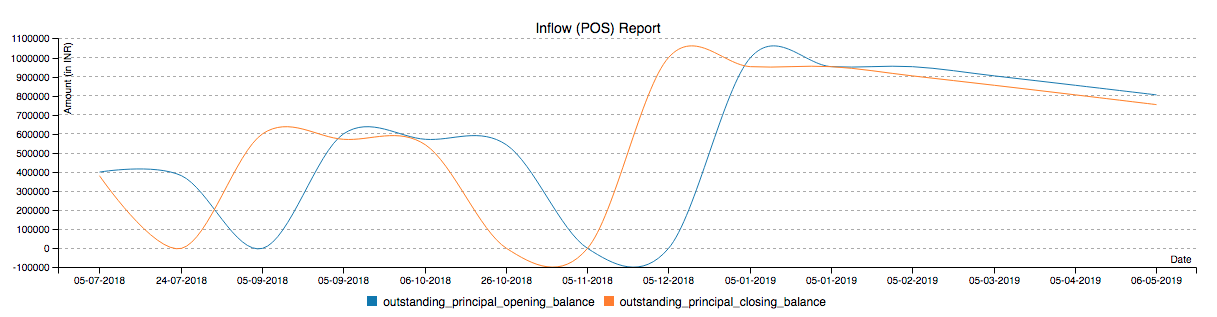 Inflow (POS) Report
1100000
1000000
900000
800000
700000
600000
500000
400000
300000
200000
100000
0
-100000
Amount (in INR)
Date
05-07-2018 24-07-2018 05-09-2018 05-09-2018 06-10-2018 26-10-2018 05-11-2018 05-12-2018 05-01-2019 05-01-2019 05-02-2019 05-03-2019 05-04-2019 06-05-2019
outstanding_principal_opening_balance outstanding_principal_closing_balance